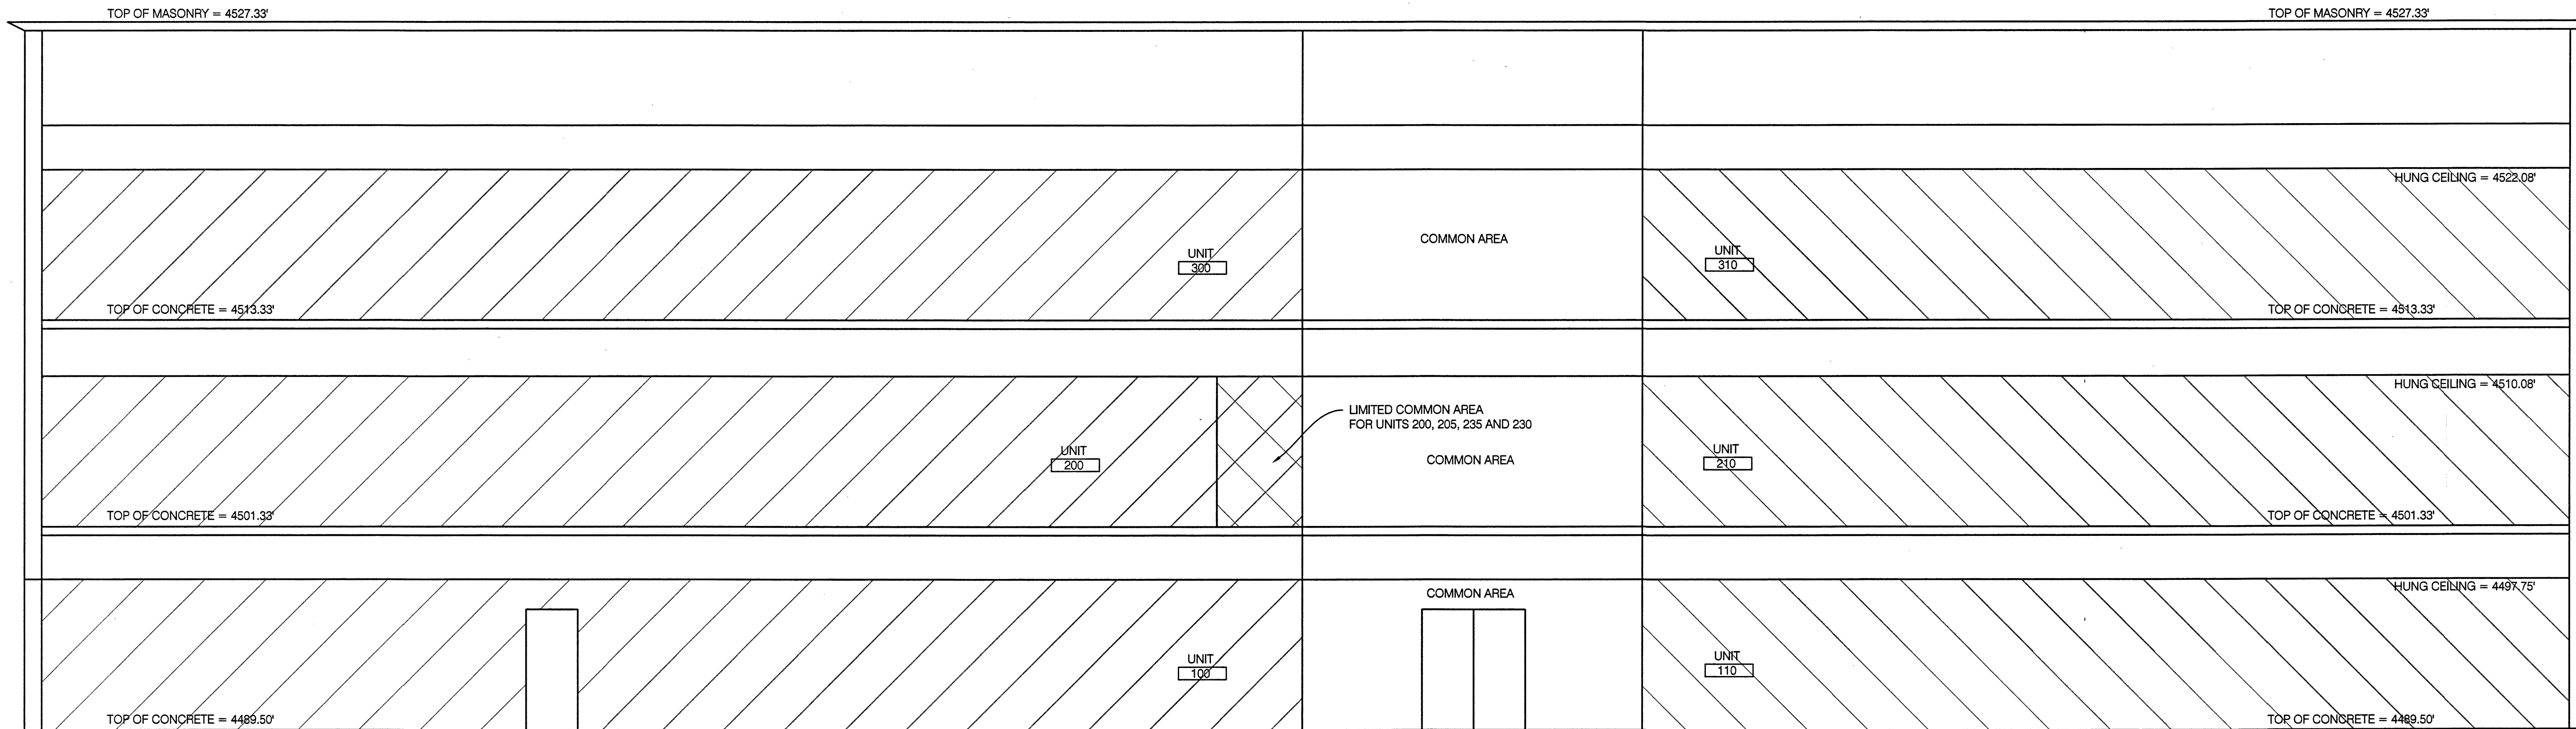 TOP OF MASONRY = 4527.33'
TOP OF MASONRY = 4527.33'
HUNG CEILING = 4522.08'
COMMON AREA
UNIT
300
UNIT
310
TOP OF CONCRETE = 4513.33'
TOP OF CONCRETE = 4513.33'
HUNG CEILING = 4510.08'
LIMITED COMMON AREA
FOR UNITS 200, 205, 235 AND 230
UNIT
200
COMMON AREA
UNIT
210
TOP OF CONCRETE = 4501.33'
TOP OF CONCRETE = 4501.33'
HUNG CEILING = 4497.75'
COMMON AREA
UNIT
100
UNIT
110
TOP OF CONCRETE = 4489.50'
TOP OF CONCRETE = 4489.50'